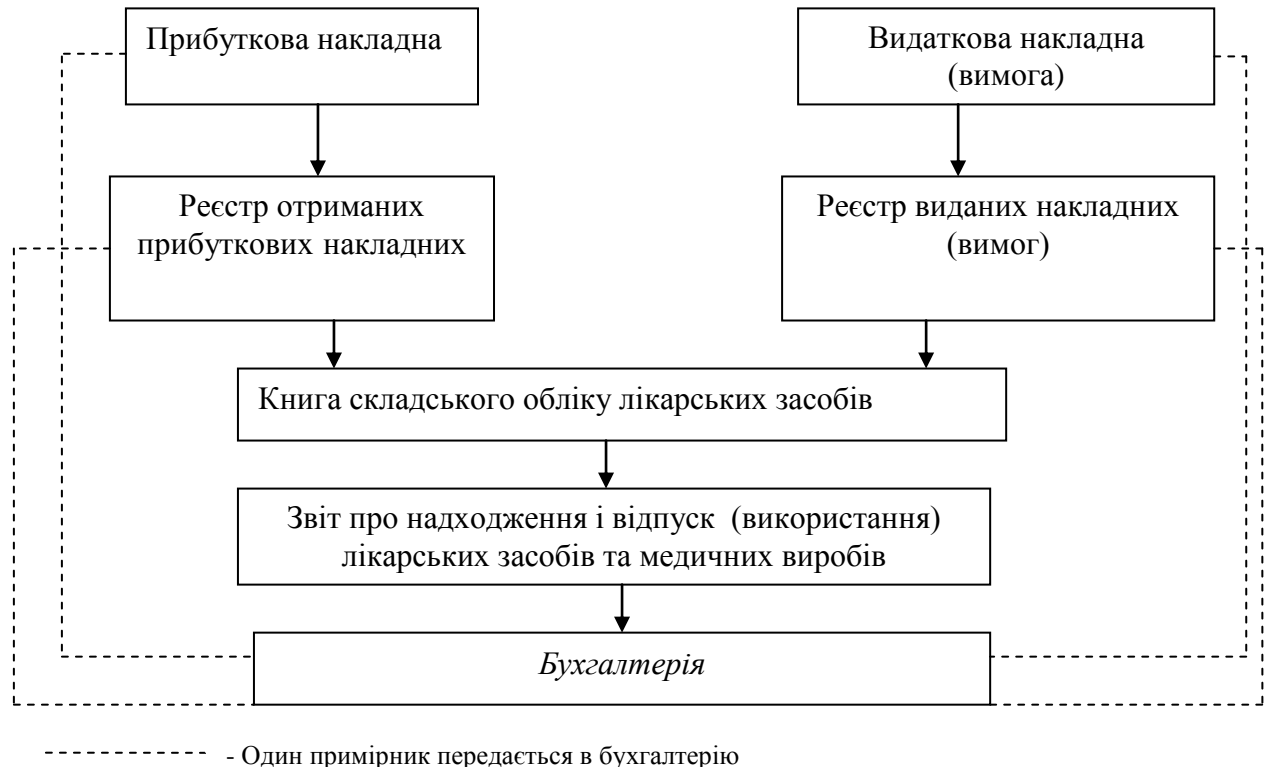 Прибуткова накладна
Видаткова накладна
(вимога)
Реєстр отриманих
прибуткових накладних
Реєстр виданих накладних
(вимог)
Книга складського обліку лікарських засобів
Звіт про надходження і відпуск (використання)
лікарських засобів та медичних виробів
Бухгалтерія
- Один примірник передається в бухгалтерію